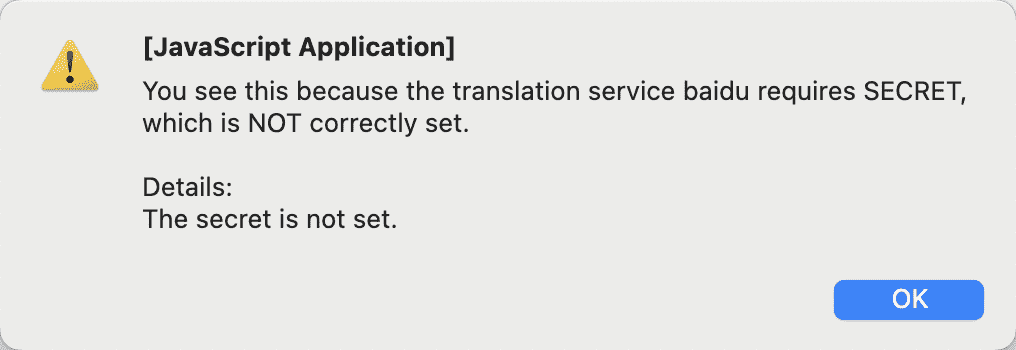 [JavaScript Application]
You see this because the translation service baidu requires SECRET,
which is NOT correctly set.
Details:
The secret is not set.
OK